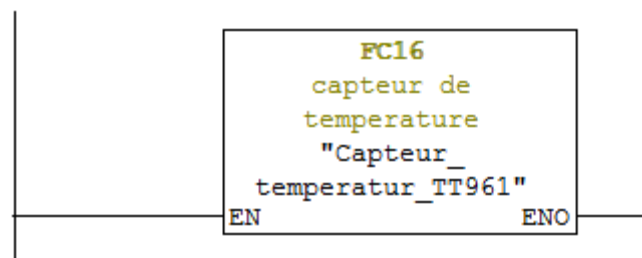 FC16
capteur de
temperature
"Capteur_
temperatur_TT961"
EN ENO